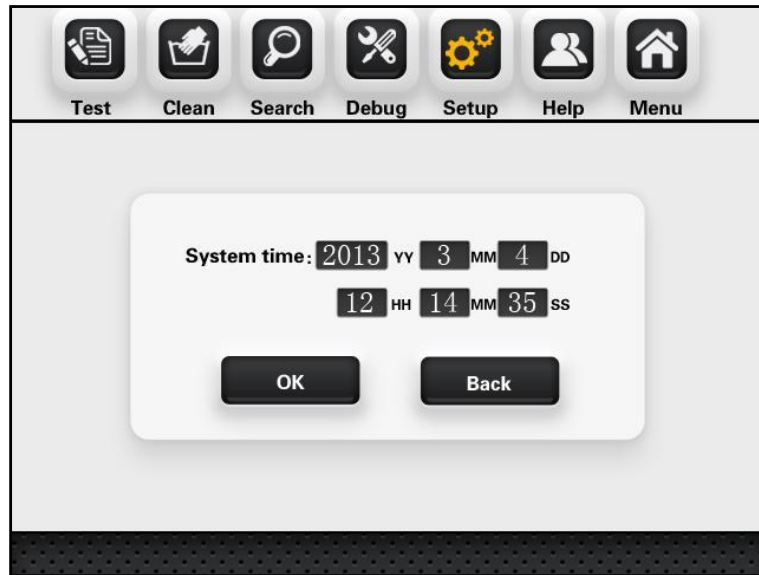 Test Clean Search Debug Setup Help Menu
System time: 2013 YY 3 MM 4 DD
12 HH 14 MM 35 SS
OK Back